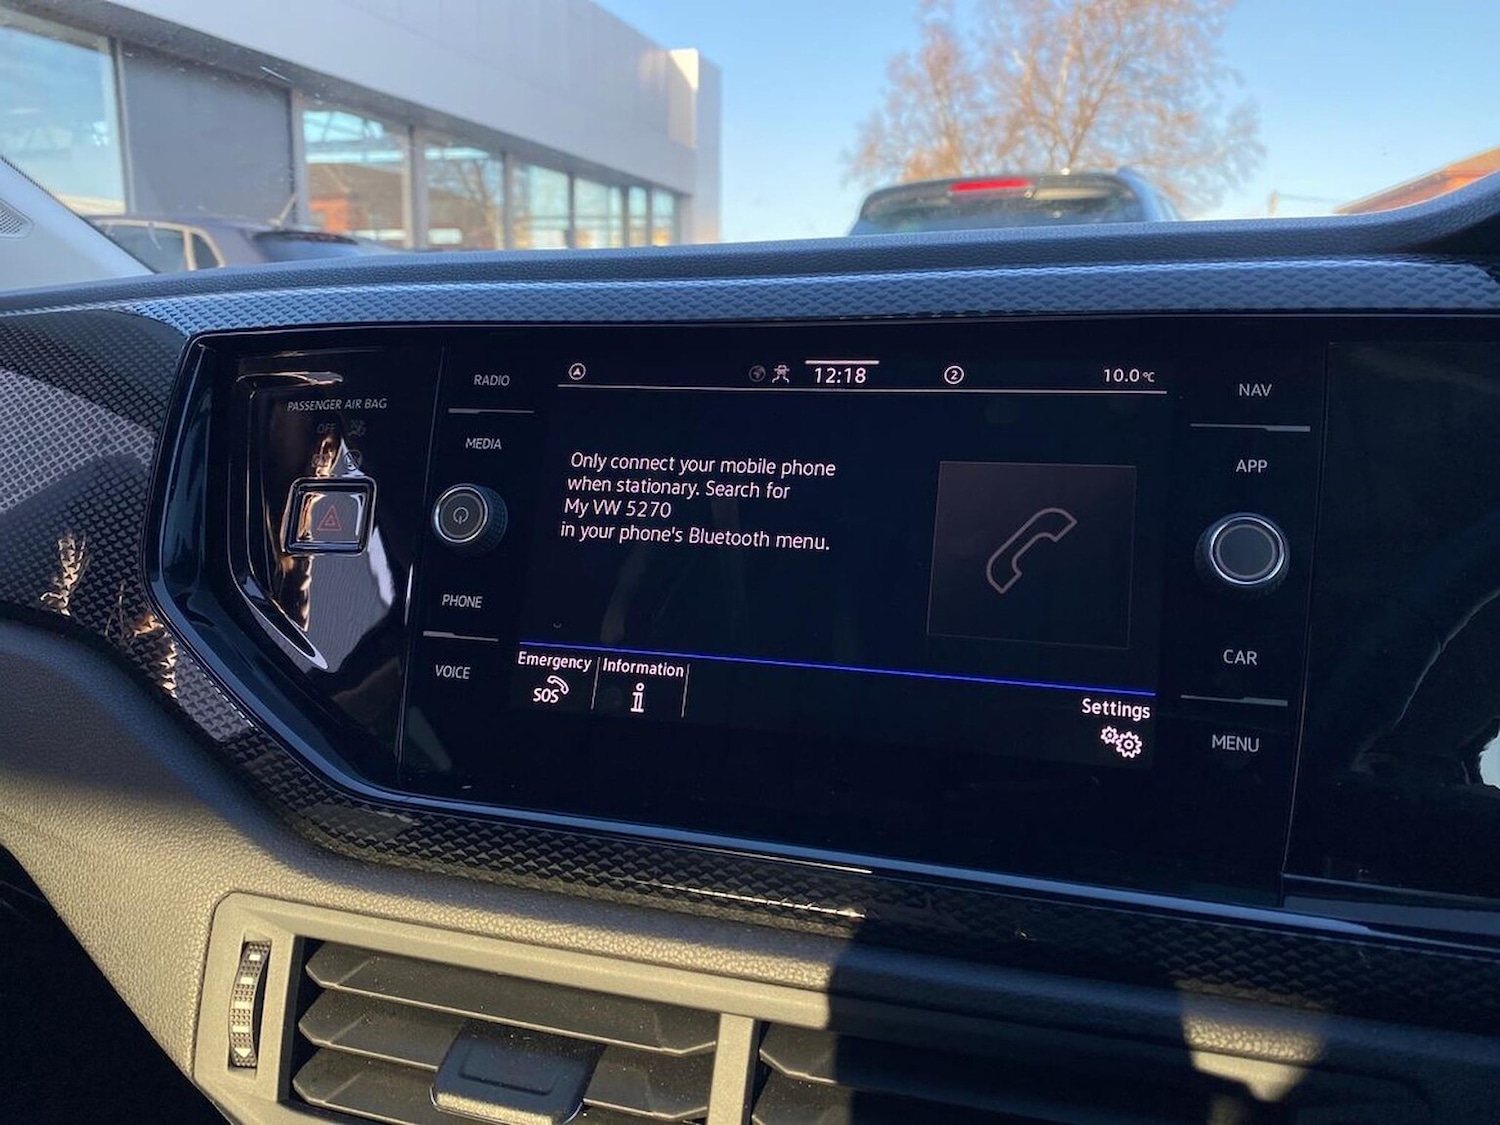 PASSENGER AIR BAG
OFF
RADIO
MEDIA
PHONE
VOICE
12:18
2
10.0°C
Only connect your mobile phone
when stationary. Search for
My VW 5270
in your phone's Bluetooth menu.
Emergency
SOS
Information
i
Settings
NAV
APP
CAR
MENU